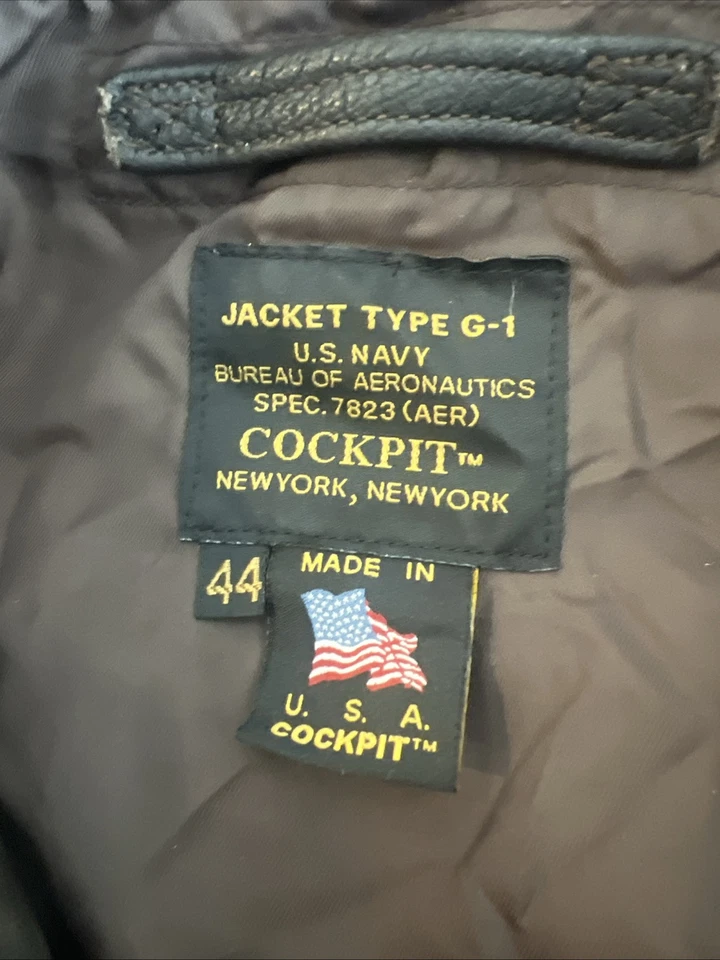 JACKET TYPE G-1
U.S. NAVY
BUREAU OF AERONAUTICS
SPEC. 7823 (AER)
COCKPIT™
NEWYORK, NEWYORK
44
MADE IN
U. S. A.
COCKPIT™